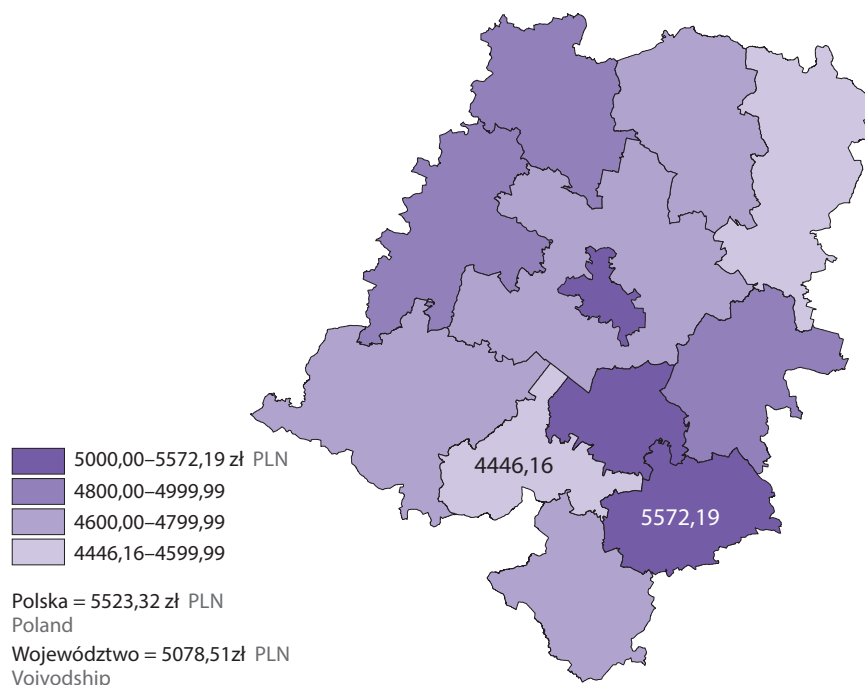 4446,16
5572,19
5000,00–5572,19 zł PLN
4800,00–4999,99
4600,00–4799,99
4446,16–4599,99
Polska = 5523,32 zł PLN
Poland
Województwo = 5078,51zł PLN
Voivodship